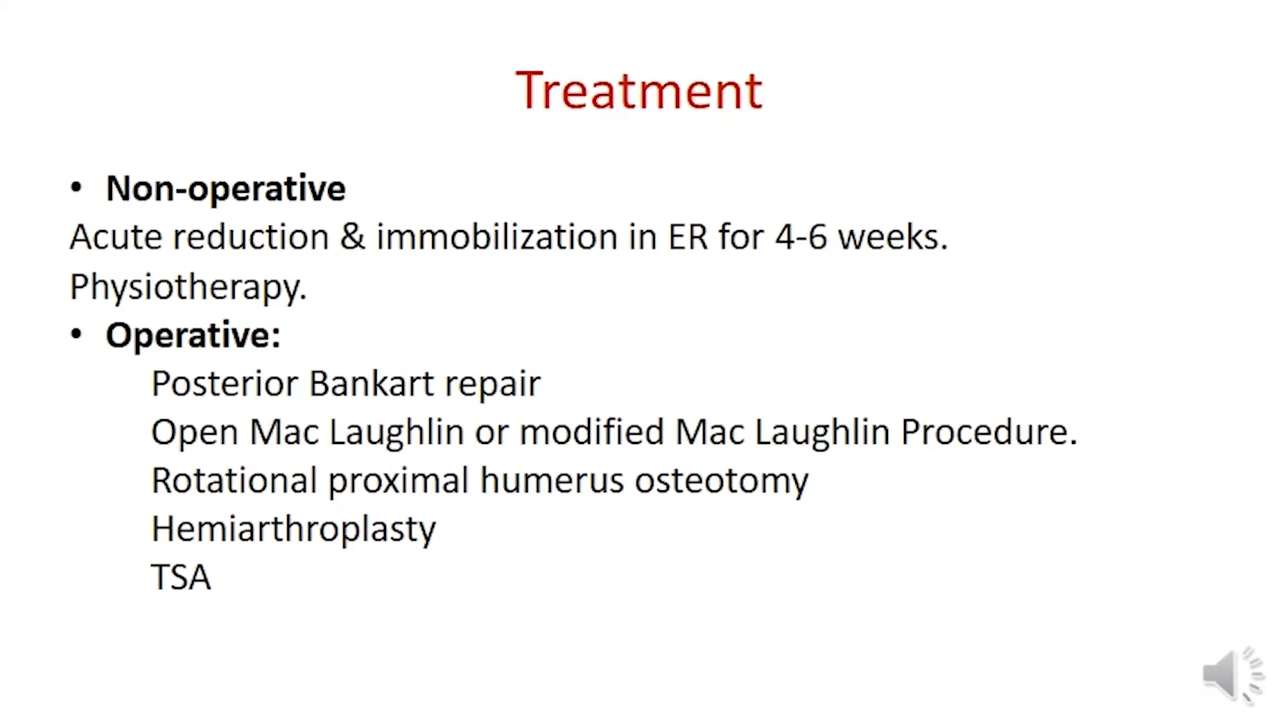 Treatment
• Non-operative
Acute reduction & immobilization in ER for 4-6 weeks.
Physiotherapy.
• Operative:
Posterior Bankart repair
Open Mac Laughlin or modified Mac Laughlin Procedure.
Rotational proximal humerus osteotomy
Hemiarthroplasty
TSA